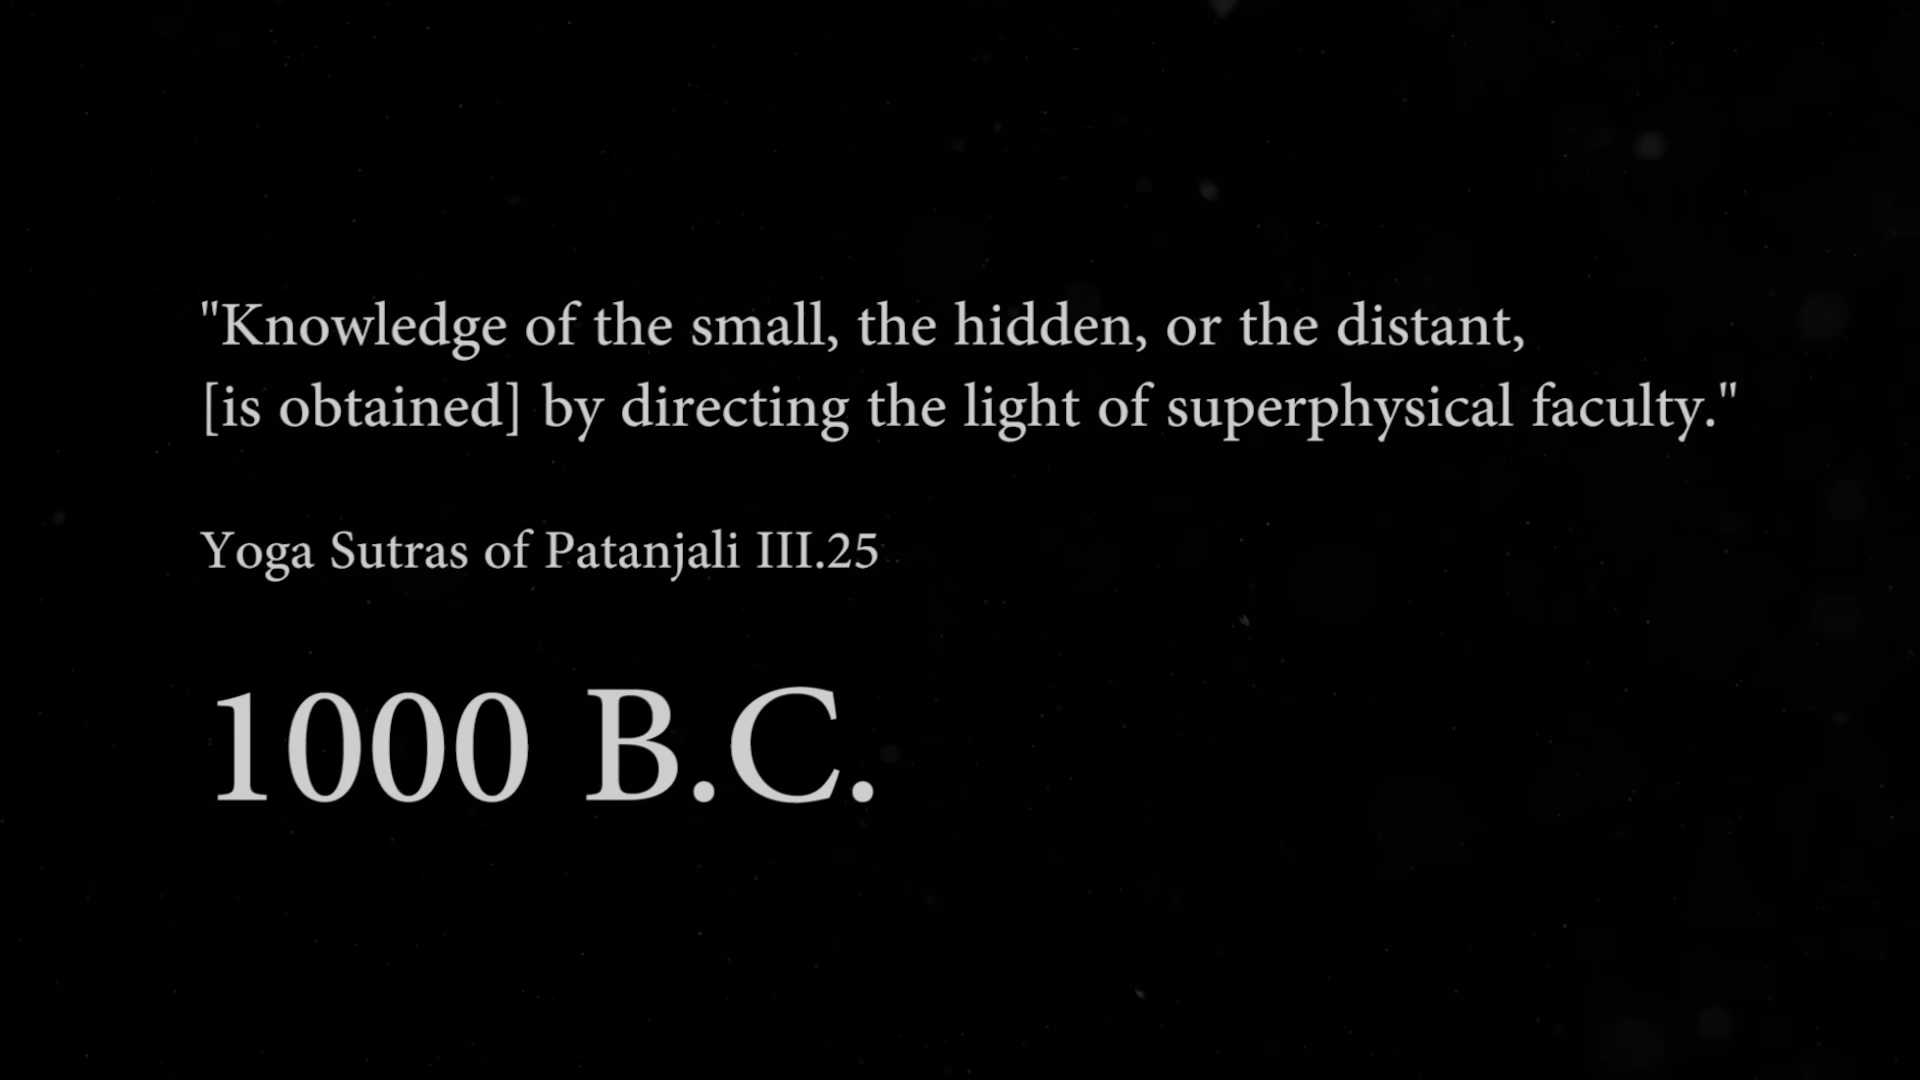 "Knowledge of the small, the hidden, or the distant,
[is obtained] by directing the light of superphysical faculty."
Yoga Sutras of Patanjali III.25
1000 B.C.